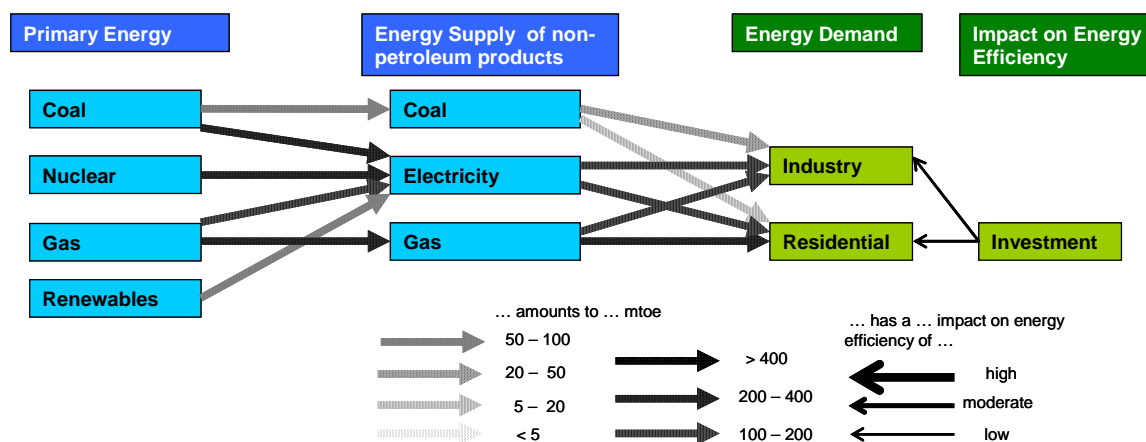 Primary Energy
Energy Supply of non-
petroleum products
Energy Demand
Impact on Energy
Efficiency
Coal
Coal
Nuclear
Electricity
Industry
Gas
Gas
Residential
Investment
Renewables
… amounts to … mtoe
… has a … impact on energy
efficiency of …
50 – 100
> 400
high
20 – 50
200 – 400
moderate
5 – 20
< 5
100 – 200
low